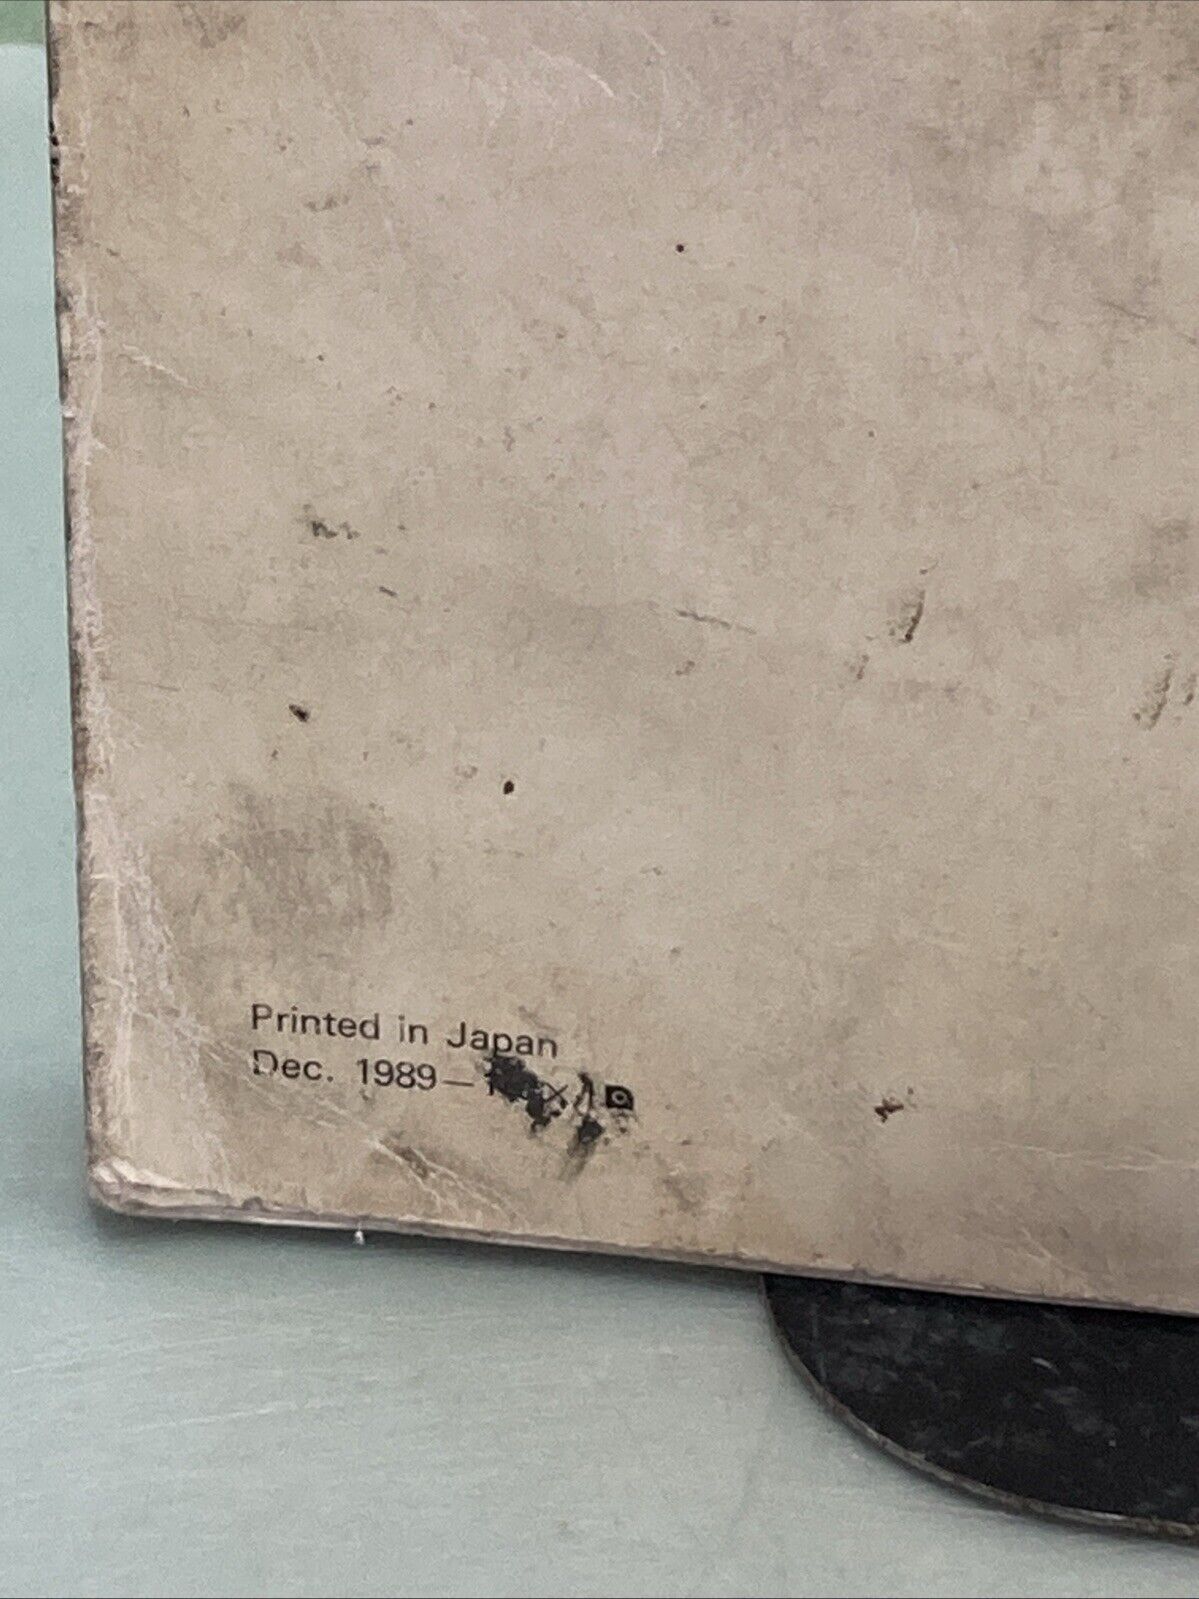 Printed in Japan
Dec. 1989—